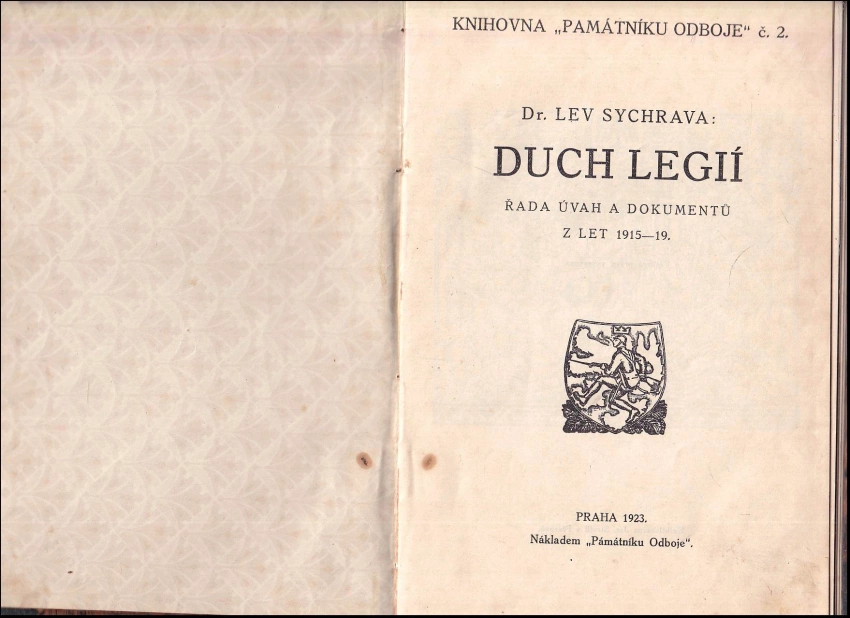 KNIHOVNA „PAMÁTNÍKU ODBOJE“ č. 2.
Dr. LEV SYCHRAVA:
DUCH LEGIÍ
ŘADA ÚVAH A DOKUMENTŮ
Z LET 1915—19.
PRAHA 1923.
Nákladem „Památníku Odboje“.